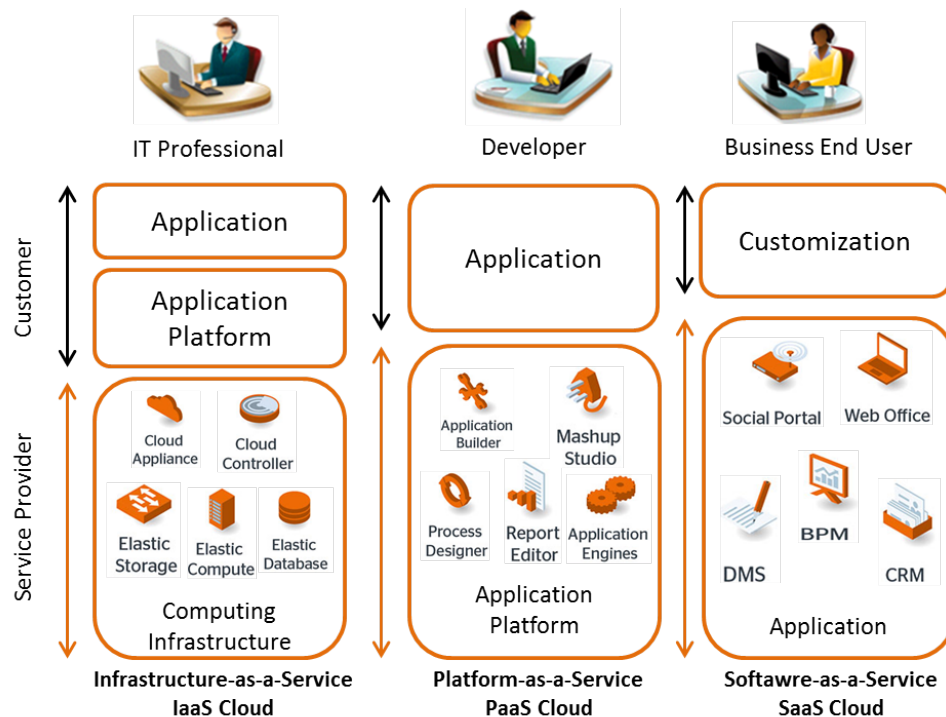 IT Professional
Developer
Business End User
Customer
Service Provider
Application
Application
Platform
Cloud
Appliance
Cloud
Controller
Elastic
Storage
Elastic
Compute
Elastic
Database
Computing
Infrastructure
Infrastructure-as-a-Service
IaaS Cloud
Application
Application
Builder
Mashup
Studio
Process
Designer
Report
Editor
Application
Engines
Application
Platform
Platform-as-a-Service
PaaS Cloud
Customization
Social Portal
Web Office
DMS
BPM
CRM
Application
Softawre-as-a-Service
SaaS Cloud